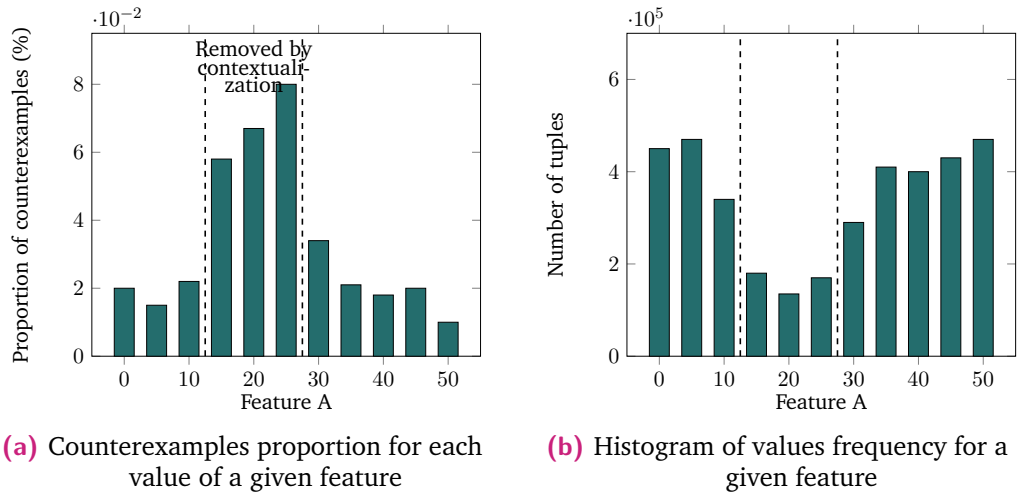 ·10⁻²
Proportion of counterexamples (%)
8
6
4
2
0
Removed by
contextuali-
zation
0 10 20 30 40 50
Feature A
(a) Counterexamples proportion for each
value of a given feature
·10⁵
Number of tuples
6
4
2
0
0 10 20 30 40 50
Feature A
(b) Histogram of values frequency for a
given feature